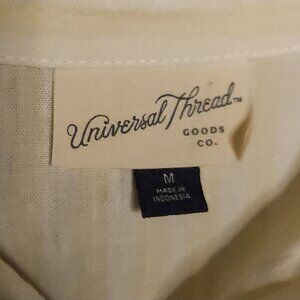 Universal Thread™
GOODS
CO.
M
MADE IN
INDONESIA